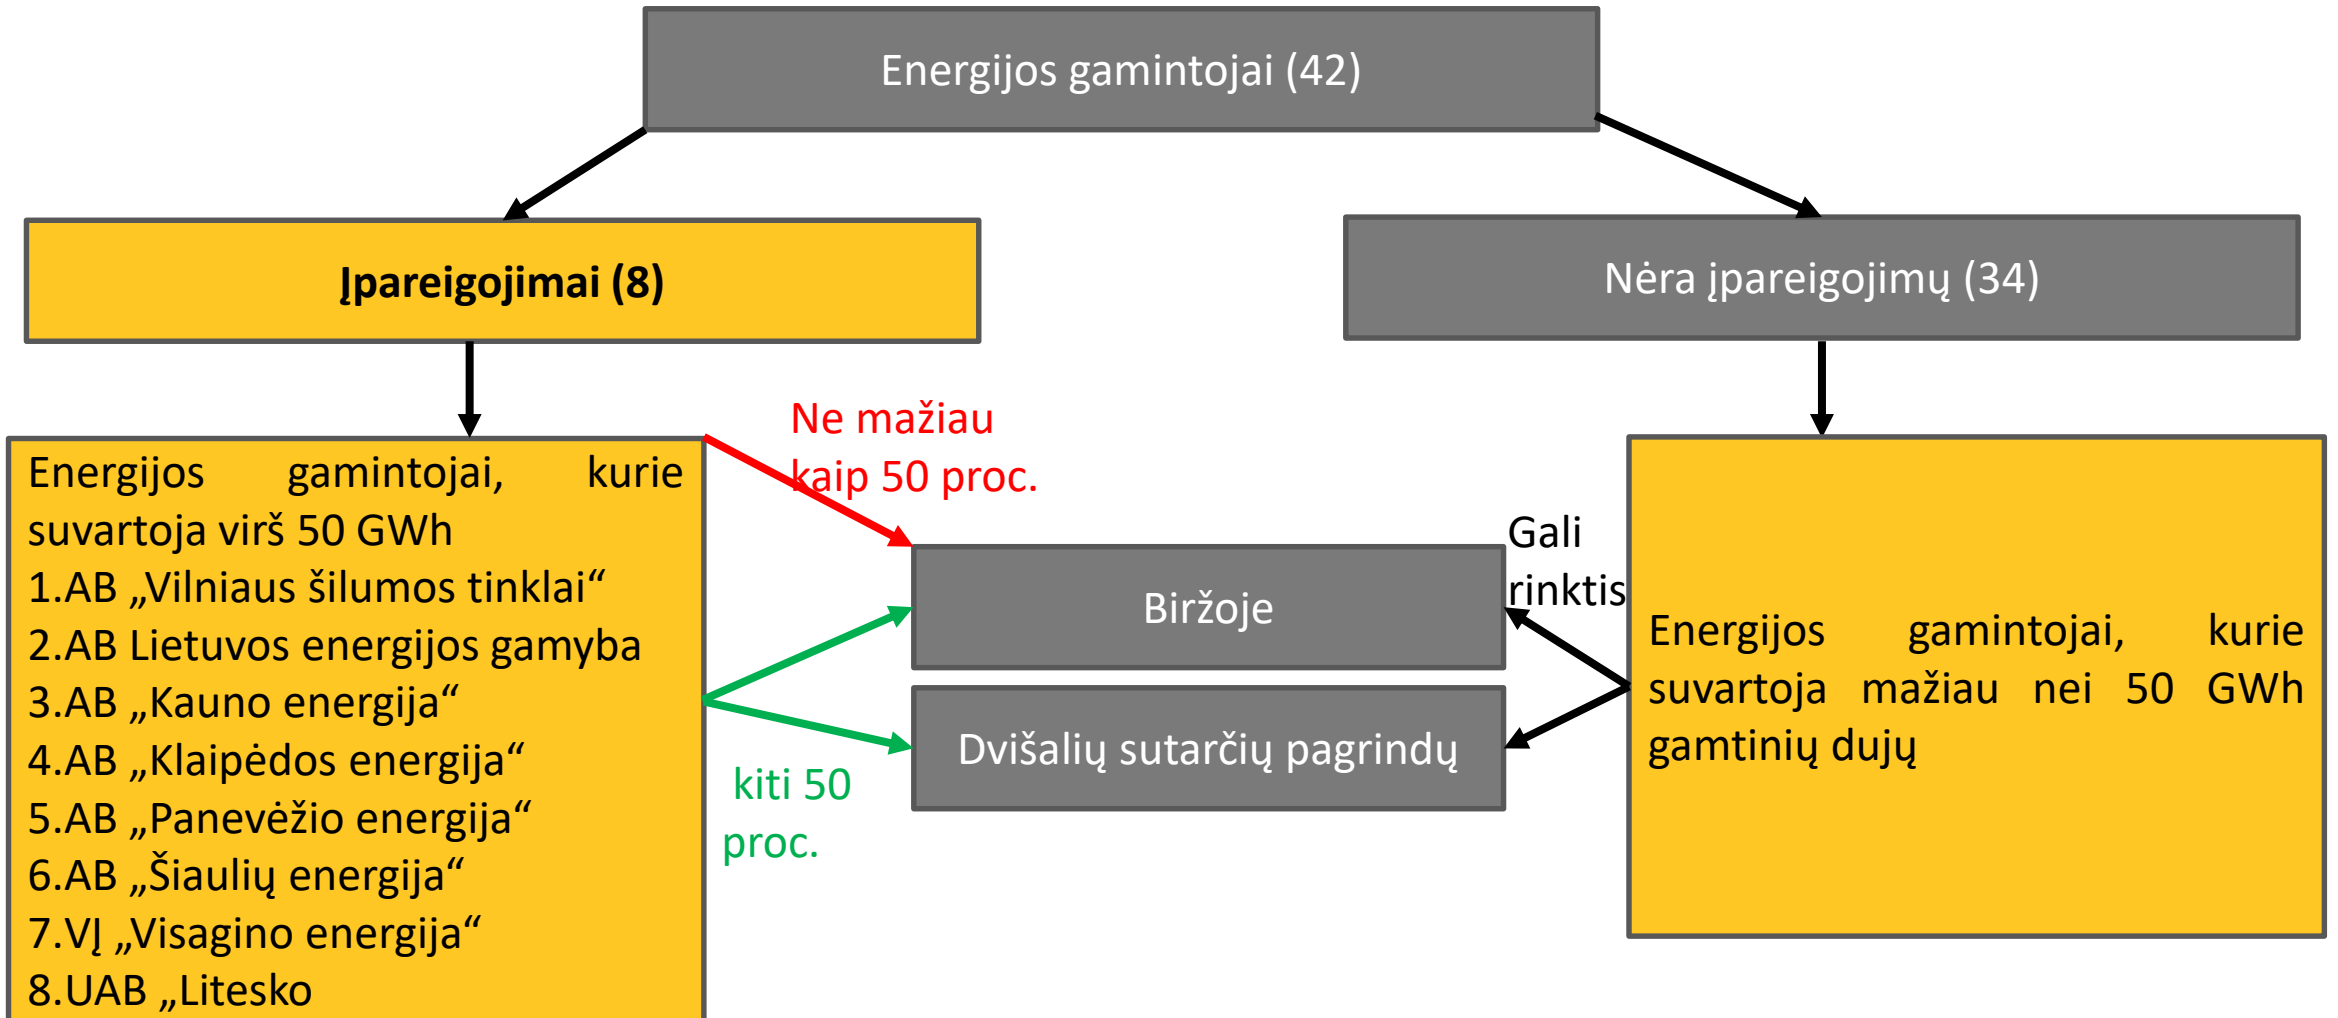 Energijos gamintojai (42)
Įpareigojimai (8)
Nėra įpareigojimų (34)
Energijos gamintojai, kurie
suvartoja virš 50 GWh
1.AB „Vilniaus šilumos tinklai“
2.AB Lietuvos energijos gamyba
3.AB „Kauno energija“
4.AB „Klaipėdos energija“
5.AB „Panevėžio energija“
6.AB „Šiaulių energija“
7.VĮ „Visagino energija“
8.UAB „Litesko
Ne mažiau
kaip 50 proc.
kiti 50
proc.
Biržoje
Dvišalių sutarčių pagrindų
Gali
rinktis
Energijos gamintojai, kurie
suvartoja mažiau nei 50 GWh
gamtinių dujų